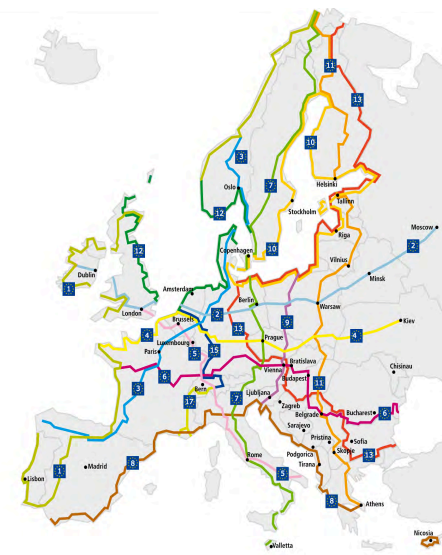 11
13
10
3
Oslo
7
Helsinki
12
Tallinn
Stockholm
Riga
Moscow
2
12
10
Copenhagen
Vilnius
Dublin
Minsk
1
Amsterdam
London
2
Berlin
Warsaw
Brussels
13
9
Kiev
4
4
Luxembourg
15
Prague
Paris
5
Vienna
Bratislava
6
Budapest
Chisinau
3
Bern
11
17
7
Ljubljana
Zagreb
Belgrade
Bucharest
6
Sarajevo
Pristina
Sofia
8
Madrid
1
Rome
Podgorica
Skopje
13
Lisbon
Tirana
5
8
Athens
Nicosia
Valletta